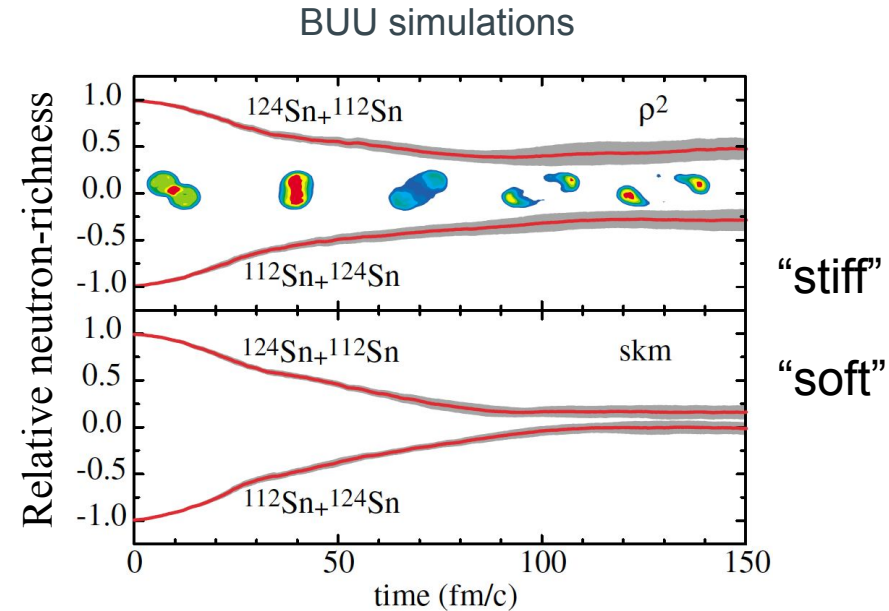 BUU simulations
Relative neutron-richness
1.0
0.5
0.0
-0.5
-1.0
¹²⁴Sn+¹¹²Sn
ρ²
¹¹²Sn+¹²⁴Sn
"stiff"
1.0
0.5
0.0
-0.5
-1.0
¹²⁴Sn+¹¹²Sn
skm
¹¹²Sn+¹²⁴Sn
"soft"
0
50
100
150
time (fm/c)